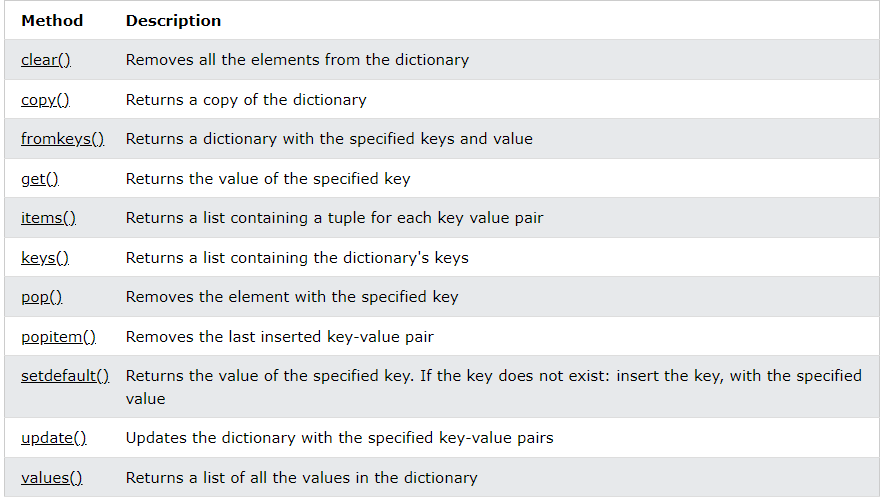 Method Description
clear() Removes all the elements from the dictionary
copy() Returns a copy of the dictionary
fromkeys() Returns a dictionary with the specified keys and value
get() Returns the value of the specified key
items() Returns a list containing a tuple for each key value pair
keys() Returns a list containing the dictionary's keys
pop() Removes the element with the specified key
popitem() Removes the last inserted key-value pair
setdefault() Returns the value of the specified key. If the key does not exist: insert the key, with the specified
value
update() Updates the dictionary with the specified key-value pairs
values() Returns a list of all the values in the dictionary